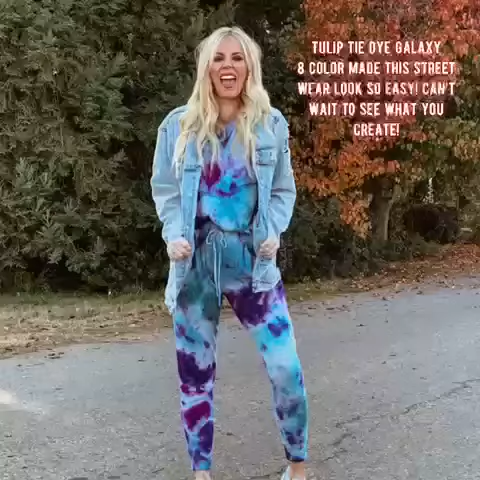 TULIP TIE DYE GALAXY
8 COLOR MADE THIS STREET
WEAR LOOK SO EASY! CAN'T
WAIT TO SEE WHAT YOU
CREATE!